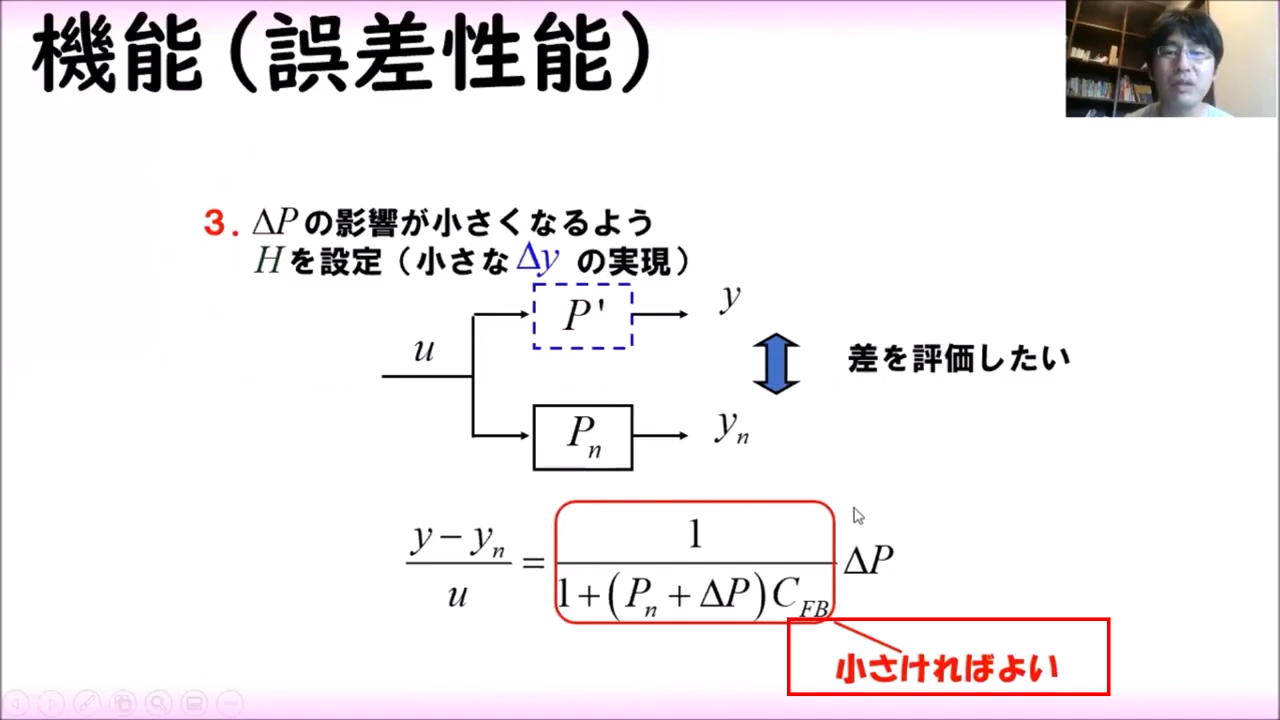 機能(誤差性能)
3. ΔPの影響が小さくなるよう
Hを設定(小さなΔy の実現)
P' y
u
差を評価したい
Pn yn
(y − yn)/u = 1/(1+(Pn + ΔP)CFB) ΔP
小さければよい